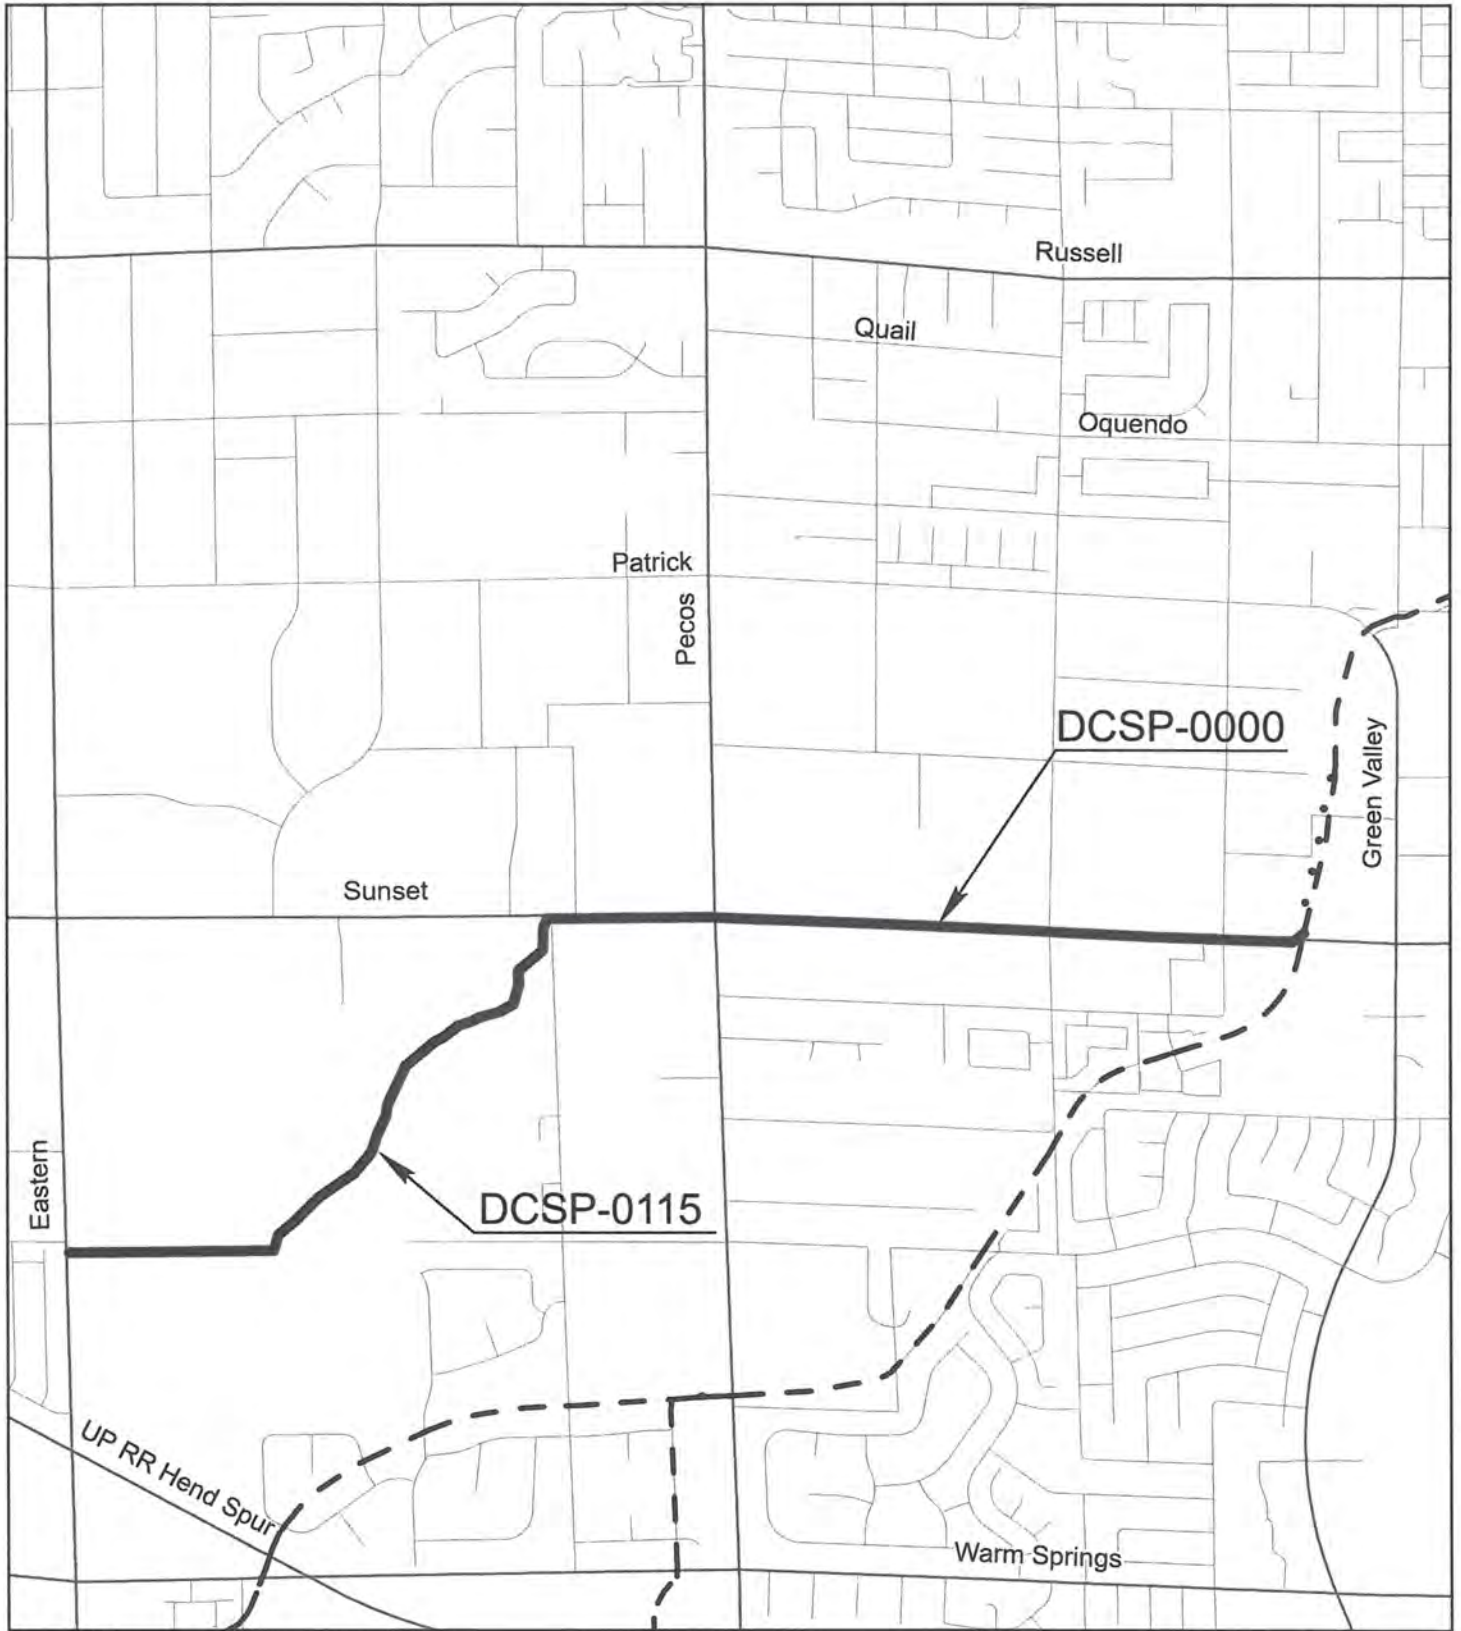 Russell
Quail
Oquendo
Patrick
Pecos
DCSP-0000
Green Valley
Sunset
Eastern
DCSP-0115
UP RR Hend Spur
Warm Springs